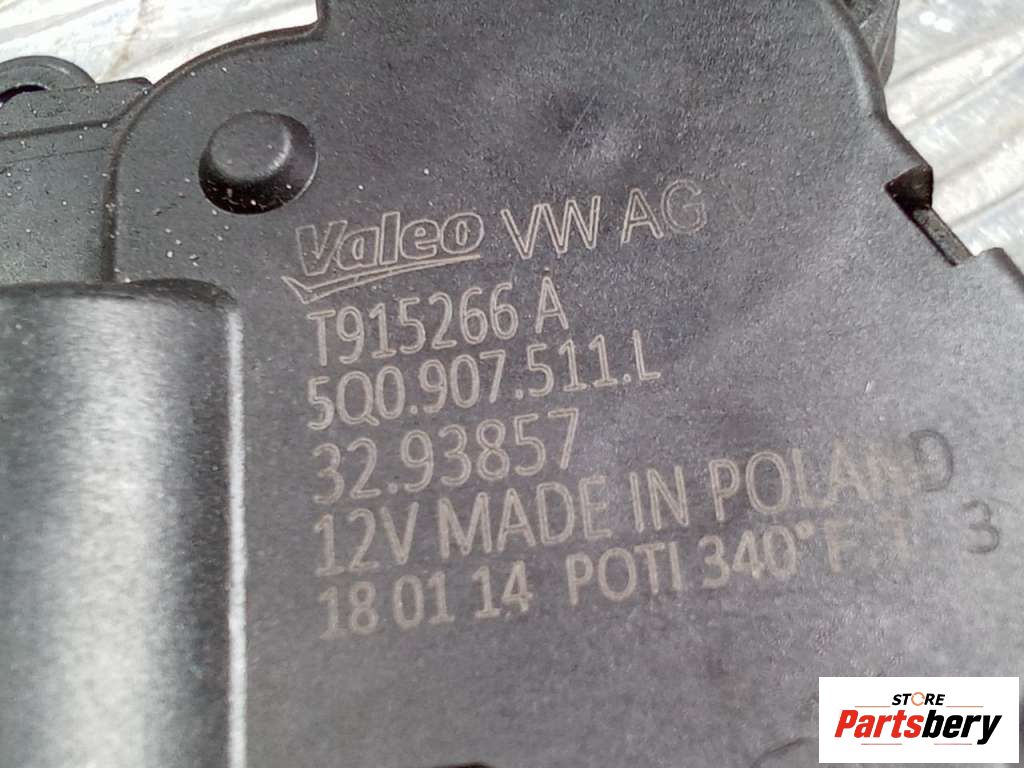 Valeo VW AG
T915266 A
5Q0.907.511.L
32.93857
12V MADE IN POLAND
18 01 14 POTI 340° F T 3
STORE
Partsbery